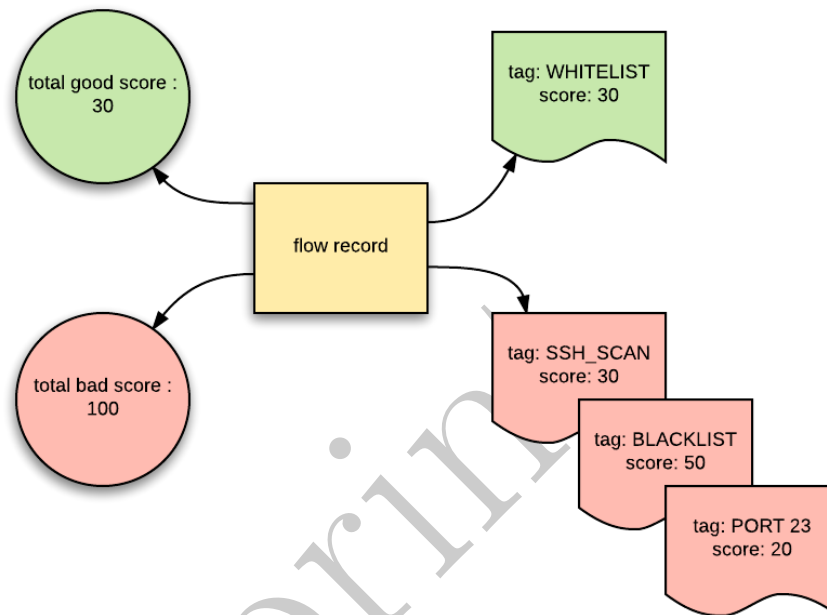 total good score :
30
tag: WHITELIST
score: 30
flow record
total bad score :
100
tag: SSH_SCAN
score: 30
tag: BLACKLIST
score: 50
tag: PORT 23
score: 20